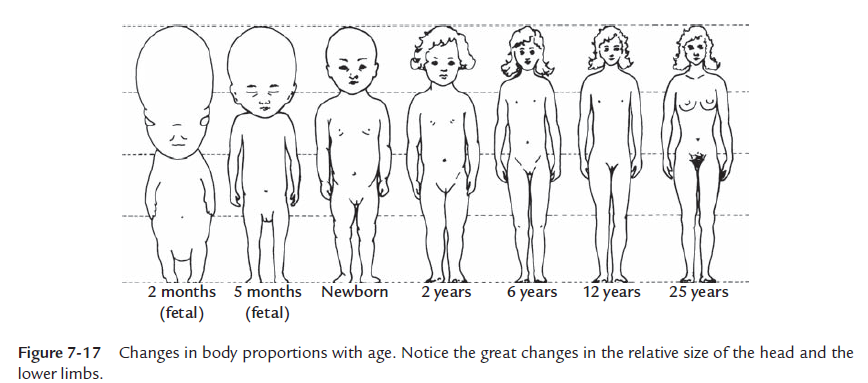 2 months 5 months Newborn 2 years 6 years 12 years 25 years
(fetal) (fetal)
Figure 7-17 Changes in body proportions with age. Notice the great changes in the relative size of the head and the
lower limbs.